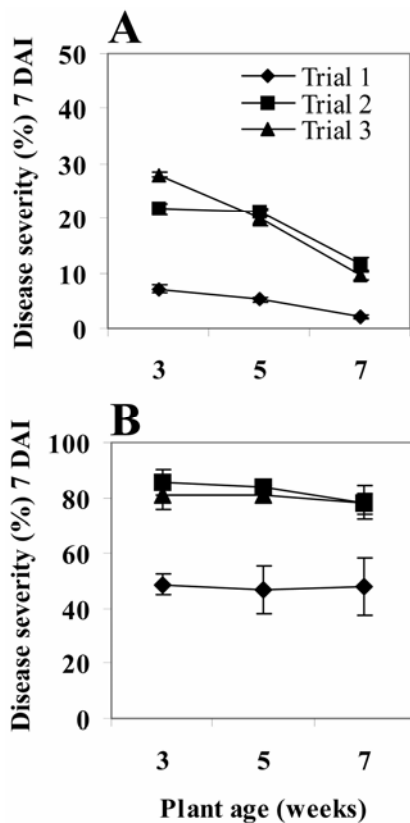 A
Disease severity (%) 7 DAI
50
40
30
20
10
0
Trial 1
Trial 2
Trial 3
3 5 7
B
Disease severity (%) 7 DAI
100
80
60
40
20
0
3 5 7
Plant age (weeks)